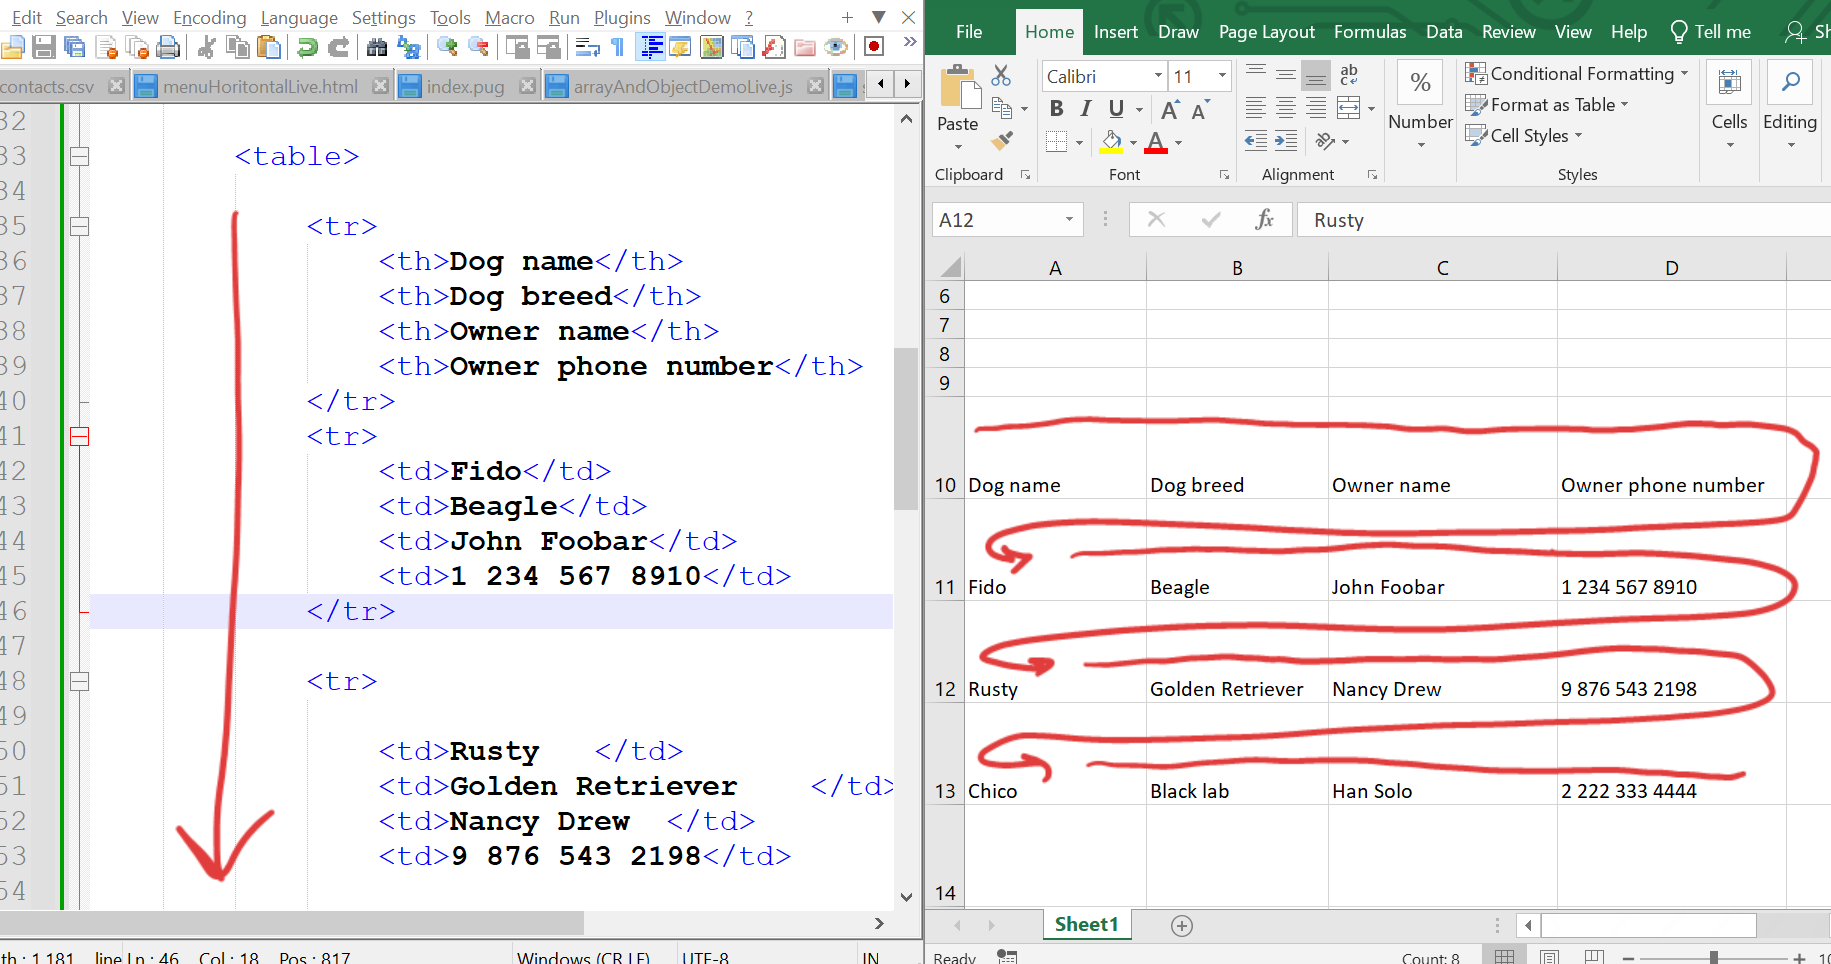 Edit Search View Encoding Language Settings Tools Macro Run Plugins Window ?
contacts.csv menuHoritontalLive.html index.pug arrayAndObjectDemoLive.js
32
33 <table>
34
35 <tr>
36 <th>Dog name</th>
37 <th>Dog breed</th>
38 <th>Owner name</th>
39 <th>Owner phone number</th>
40 </tr>
41 <tr>
42 <td>Fido</td>
43 <td>Beagle</td>
44 <td>John Foobar</td>
45 <td>1 234 567 8910</td>
46 </tr>
47
48 <tr>
49
50 <td>Rusty   </td>
51 <td>Golden Retriever    </td>
52 <td>Nancy Drew  </td>
53 <td>9 876 543 2198</td>
54
th : 1,181 line Ln : 46 Col : 18 Pos : 817 Windows (CR LF) UTF-8 IN
File Home Insert Draw Page Layout Formulas Data Review View Help Tell me Sh
Paste
Clipboard
Calibri 11
B I U A A
Font
ab
Alignment
%
Number
Conditional Formatting
Format as Table
Cell Styles
Styles
Cells
Editing
A12 fx Rusty
A B C D
6
7
8
9
10 Dog name Dog breed Owner name Owner phone number
11 Fido Beagle John Foobar 1 234 567 8910
12 Rusty Golden Retriever Nancy Drew 9 876 543 2198
13 Chico Black lab Han Solo 2 222 333 4444
14
Sheet1
Ready Count: 8 10